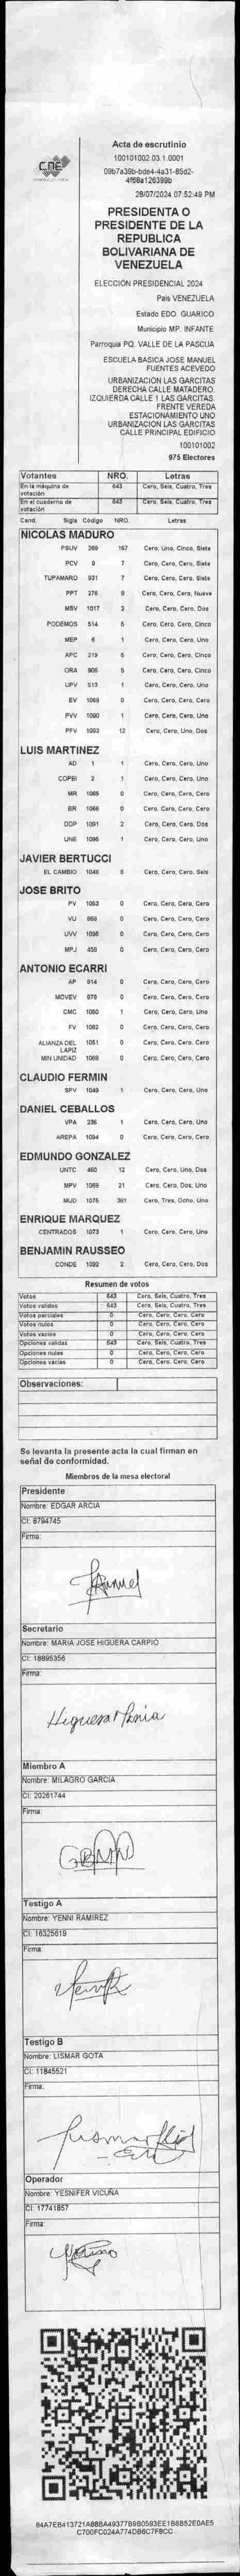 CNE
Acta de escrutinio
100101002.03.1.0001
09b7a39b-bde4-4a31-85d2-
4f68a126399b
28/07/2024 07:52:49 PM
PRESIDENTA O
PRESIDENTE DE LA
REPUBLICA
BOLIVARIANA DE
VENEZUELA
ELECCIÓN PRESIDENCIAL 2024
País VENEZUELA
Estado EDO. GUARICO
Municipio MP. INFANTE
Parroquia PQ. VALLE DE LA PASCUA
ESCUELA BASICA JOSE MANUEL
FUENTES ACEVEDO
URBANIZACION LAS GARCITAS
DERECHA CALLE MATADERO.
IZQUIERDA CALLE 1 LAS GARCITAS.
FRENTE VEREDA
ESTACIONAMIENTO UNO
URBANIZACION LAS GARCITAS
CALLE PRINCIPAL EDIFICIO
100101002
975 Electores
Votantes NRO. Letras
En la máquina de votación 643 Cero, Seis, Cuatro, Tres
En el cuaderno de votación 643 Cero, Seis, Cuatro, Tres
Cand. Sigla Código NRO. Letras
NICOLAS MADURO
PSUV 269 167 Cero, Uno, Cinco, Siete
PCV 9 7 Cero, Cero, Cero, Siete
TUPAMARO 931 7 Cero, Cero, Cero, Siete
PPT 276 9 Cero, Cero, Cero, Nueve
MSV 1017 2 Cero, Cero, Cero, Dos
PODEMOS 514 5 Cero, Cero, Cero, Cinco
MEP 6 1 Cero, Cero, Cero, Uno
APC 219 5 Cero, Cero, Cero, Cinco
ORA 906 5 Cero, Cero, Cero, Cinco
UPV 513 1 Cero, Cero, Cero, Uno
EV 1069 0 Cero, Cero, Cero, Cero
PVV 1090 1 Cero, Cero, Cero, Uno
PFV 1093 12 Cero, Cero, Uno, Dos
LUIS MARTINEZ
AD 1 1 Cero, Cero, Cero, Uno
COPEI 2 1 Cero, Cero, Cero, Uno
MR 1065 0 Cero, Cero, Cero, Cero
BR 1066 0 Cero, Cero, Cero, Cero
DDP 1091 2 Cero, Cero, Cero, Dos
UNE 1095 1 Cero, Cero, Cero, Uno
JAVIER BERTUCCI
EL CAMBIO 1046 6 Cero, Cero, Cero, Seis
JOSE BRITO
PV 1053 0 Cero, Cero, Cero, Cero
VU 868 0 Cero, Cero, Cero, Cero
UVV 1096 0 Cero, Cero, Cero, Cero
MPJ 458 0 Cero, Cero, Cero, Cero
ANTONIO ECARRI
AP 914 0 Cero, Cero, Cero, Cero
MOVEV 979 0 Cero, Cero, Cero, Cero
CMC 1060 1 Cero, Cero, Cero, Uno
FV 1062 0 Cero, Cero, Cero, Cero
ALIANZA DEL LAPIZ 1051 0 Cero, Cero, Cero, Cero
MIN UNIDAD 1068 0 Cero, Cero, Cero, Cero
CLAUDIO FERMIN
SPV 1049 1 Cero, Cero, Cero, Uno
DANIEL CEBALLOS
VPA 236 1 Cero, Cero, Cero, Uno
AREPA 1094 0 Cero, Cero, Cero, Cero
EDMUNDO GONZALEZ
UNTC 460 12 Cero, Cero, Uno, Dos
MPV 1069 21 Cero, Cero, Dos, Uno
MUD 1075 381 Cero, Tres, Ocho, Uno
ENRIQUE MARQUEZ
CENTRADOS 1073 1 Cero, Cero, Cero, Uno
BENJAMIN RAUSSEO
CONDE 1092 2 Cero, Cero, Cero, Dos
Resumen de votos
Votos 643 Cero, Seis, Cuatro, Tres
Votos validos 643 Cero, Seis, Cuatro, Tres
Votos parciales 0 Cero, Cero, Cero, Cero
Votos nulos 0 Cero, Cero, Cero, Cero
Votos vacios 0 Cero, Cero, Cero, Cero
Opciones validas 643 Cero, Seis, Cuatro, Tres
Opciones nulas 0 Cero, Cero, Cero, Cero
Opciones vacias 0 Cero, Cero, Cero, Cero
Observaciones:
Se levanta la presente acta la cual firman en
señal de conformidad.
Miembros de la mesa electoral
Presidente
Nombre: EDGAR ARCIA
CI: 8794745
Firma:
Secretario
Nombre: MARIA JOSE HIGUERA CARPIO
CI: 18895356
Firma:
Higuera Maria
Miembro A
Nombre: MILAGRO GARCIA
CI: 20261744
Firma:
Testigo A
Nombre: YENNI RAMIREZ
CI: 16325619
Firma:
Testigo B
Nombre: LISMAR GOTA
CI: 11845521
Firma:
Operador
Nombre: YESNIFER VICUÑA
CI: 17741857
Firma:
84A7EB413721A88BA49377B9B0593EE1B6B52E0AE5
C700FC024A774DB6C7F8CC